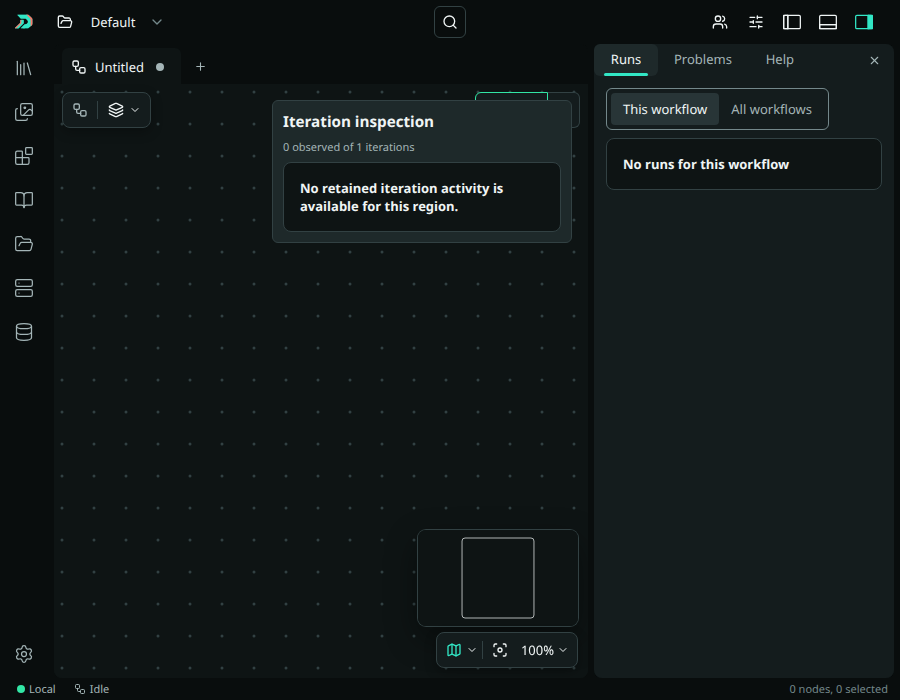 Default
Untitled
Iteration inspection
0 observed of 1 iterations
No retained iteration activity is
available for this region.
Runs
Problems
Help
This workflow
All workflows
No runs for this workflow
100%
Local
Idle
0 nodes, 0 selected